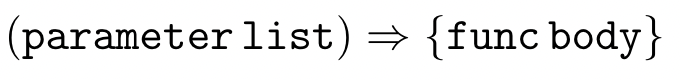 (parameter list) ⇒ {func body}